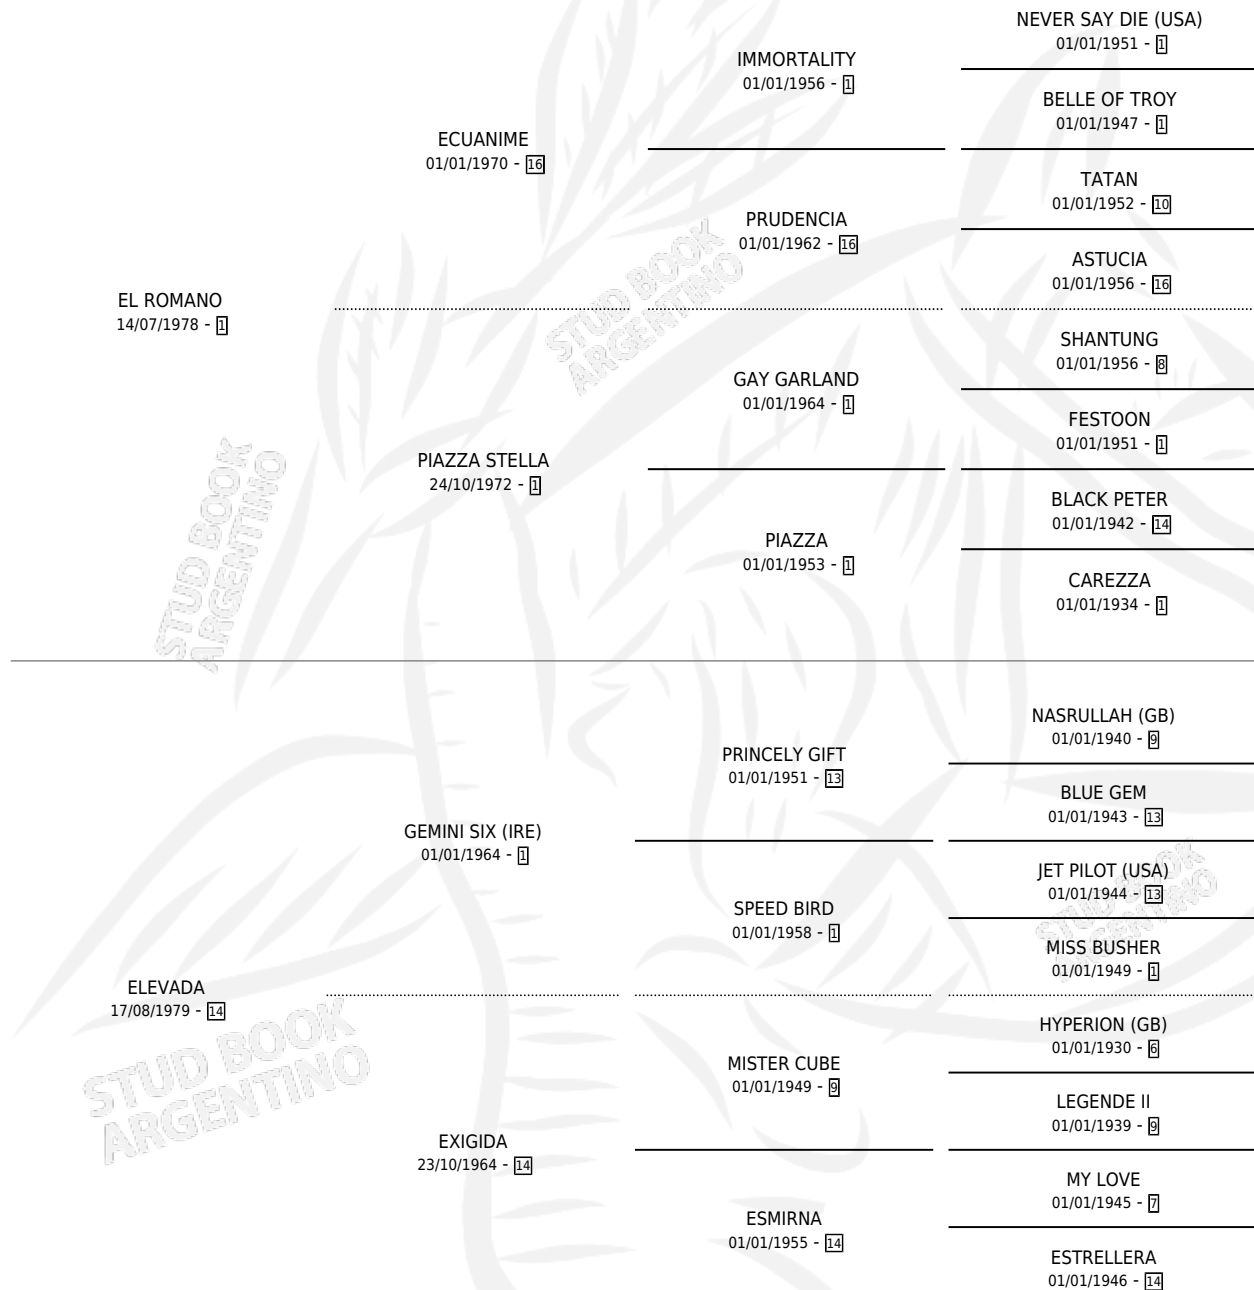 NEVER SAY DIE (USA)
01/01/1951 - 1
IMMORTALITY
01/01/1956 - 1
BELLE OF TROY
01/01/1947 - 1
ECUANIME
01/01/1970 - 16
TATAN
01/01/1952 - 10
PRUDENCIA
01/01/1962 - 16
ASTUCIA
01/01/1956 - 16
EL ROMANO
14/07/1978 - 1
SHANTUNG
01/01/1956 - 8
GAY GARLAND
01/01/1964 - 1
FESTOON
01/01/1951 - 1
PIAZZA STELLA
24/10/1972 - 1
BLACK PETER
01/01/1942 - 14
PIAZZA
01/01/1953 - 1
CAREZZA
01/01/1934 - 1
NASRULLAH (GB)
01/01/1940 - 9
PRINCELY GIFT
01/01/1951 - 13
BLUE GEM
01/01/1943 - 13
GEMINI SIX (IRE)
01/01/1964 - 1
JET PILOT (USA)
01/01/1944 - 13
SPEED BIRD
01/01/1958 - 1
MISS BUSHER
01/01/1949 - 1
ELEVADA
17/08/1979 - 14
HYPERION (GB)
01/01/1930 - 6
MISTER CUBE
01/01/1949 - 9
LEGENDE II
01/01/1939 - 9
EXIGIDA
23/10/1964 - 14
MY LOVE
01/01/1945 - 7
ESMIRNA
01/01/1955 - 14
ESTRELLERA
01/01/1946 - 14
STUD BOOK
ARGENTINO
STUD BOOK
ARGENTINO
STUD BOOK
ARGENTINO
STUD BOOK
ARGENTINO